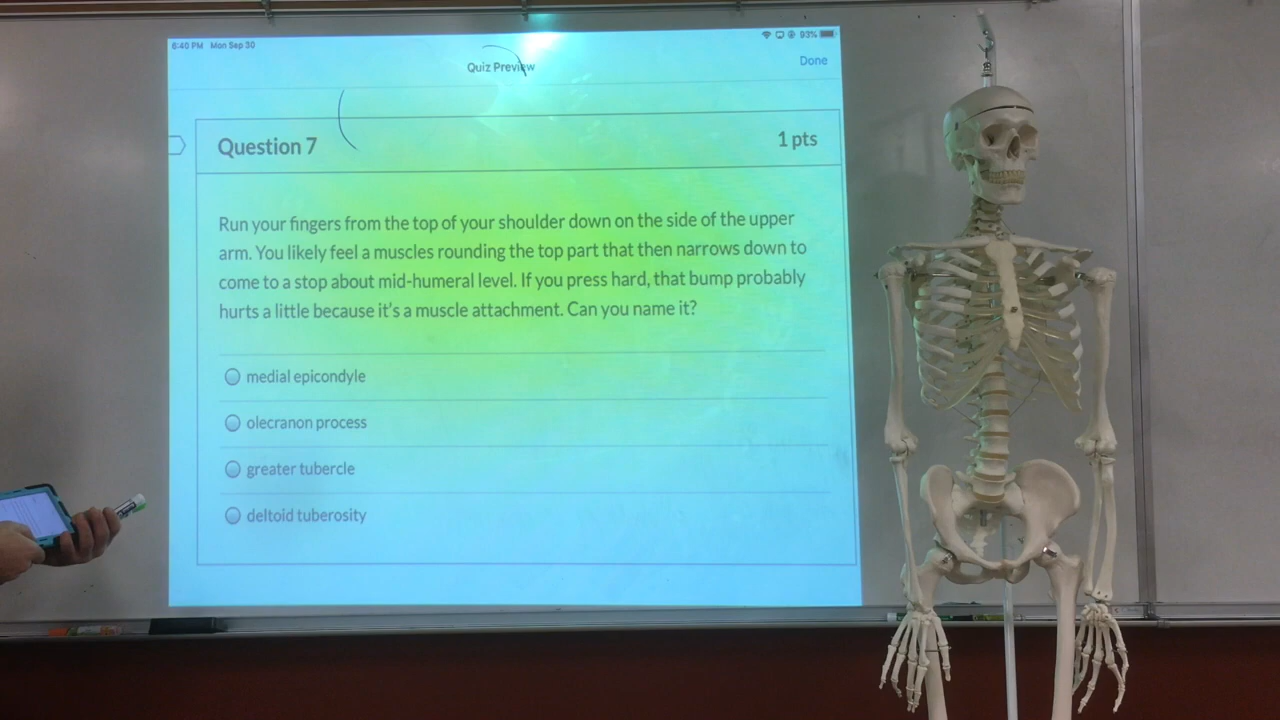 6:40 PM Mon Sep 30
93%
Quiz Preview
Done
Question 7
1 pts
Run your fingers from the top of your shoulder down on the side of the upper
arm. You likely feel a muscles rounding the top part that then narrows down to
come to a stop about mid-humeral level. If you press hard, that bump probably
hurts a little because it's a muscle attachment. Can you name it?
medial epicondyle
olecranon process
greater tubercle
deltoid tuberosity